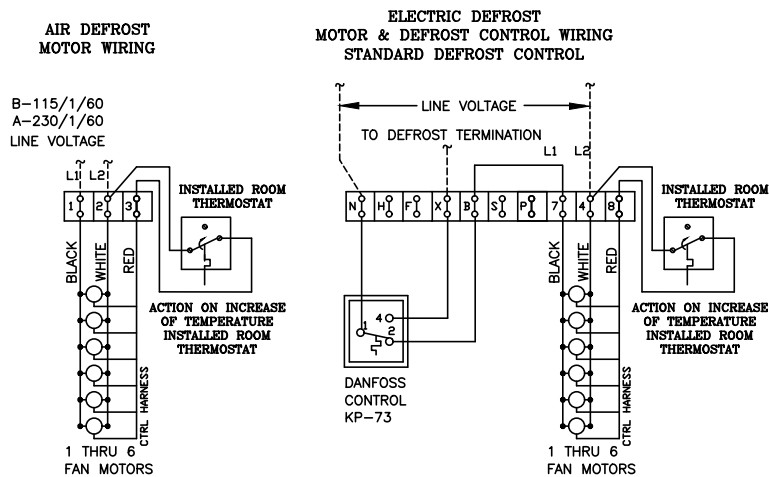 AIR DEFROST
MOTOR WIRING
B-115/1/60
A-230/1/60
LINE VOLTAGE
L1 L2
1 2 3
INSTALLED ROOM
THERMOSTAT
BLACK
WHITE
RED
ACTION ON INCREASE
OF TEMPERATURE
INSTALLED ROOM
THERMOSTAT
CTRL HARNESS
1 THRU 6
FAN MOTORS
ELECTRIC DEFROST
MOTOR & DEFROST CONTROL WIRING
STANDARD DEFROST CONTROL
LINE VOLTAGE
TO DEFROST TERMINATION
L1 L2
N H F X B S P 7 4 8
INSTALLED ROOM
THERMOSTAT
BLACK
WHITE
RED
4
1 2
DANFOSS
CONTROL
KP-73
ACTION ON INCREASE
OF TEMPERATURE
INSTALLED ROOM
THERMOSTAT
CTRL HARNESS
1 THRU 6
FAN MOTORS